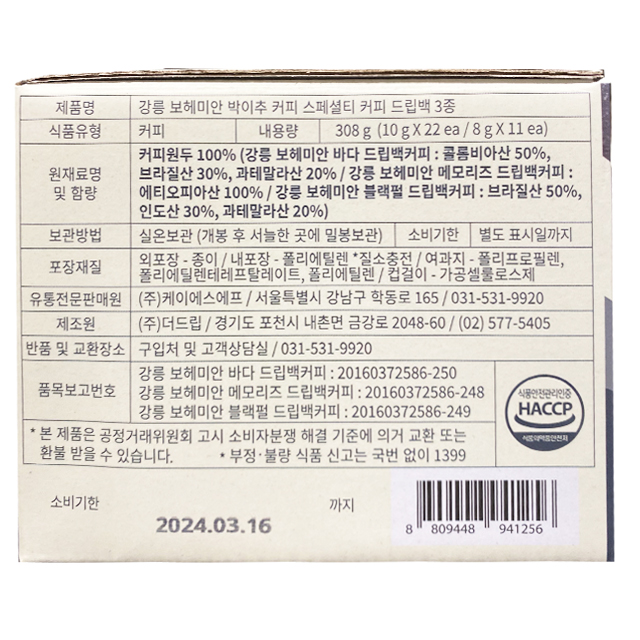 제품명 강릉 보헤미안 박이추 커피 스페셜티 커피 드립백 3종
식품유형 커피 내용량 308 g (10 g X 22 ea / 8 g X 11 ea)
원재료명 및 함량
커피원두 100% (강릉 보헤미안 바다 드립백커피 : 콜롬비아산 50%,
브라질산 30%, 과테말라산 20% / 강릉 보헤미안 메모리즈 드립백커피 :
에티오피아산 100% / 강릉 보헤미안 블랙펄 드립백커피 : 브라질산 50%,
인도산 30%, 과테말라산 20%)
보관방법 실온보관 (개봉 후 서늘한 곳에 밀봉보관) 소비기한 별도 표시일까지
포장재질 외포장 - 종이 / 내포장 - 폴리에틸렌 *질소충전 / 여과지 - 폴리프로필렌,
폴리에틸렌테레프탈레이트, 폴리에틸렌 / 컵걸이 - 가공셀룰로스제
유통전문판매원 (주)케이에스에프 / 서울특별시 강남구 학동로 165 / 031-531-9920
제조원 (주)더드립 / 경기도 포천시 내촌면 금강로 2048-60 / (02) 577-5405
반품 및 교환장소 구입처 및 고객상담실 / 031-531-9920
품목보고번호
강릉 보헤미안 바다 드립백커피 : 20160372586-250
강릉 보헤미안 메모리즈 드립백커피 : 20160372586-248
강릉 보헤미안 블랙펄 드립백커피 : 20160372586-249
식품안전관리인증
HACCP
식품의약품안전처
* 본 제품은 공정거래위원회 고시 소비자분쟁 해결 기준에 의거 교환 또는
환불 받을 수 있습니다. * 부정·불량 식품 신고는 국번 없이 1399
소비기한 2024.03.16 까지
8 809448 941256